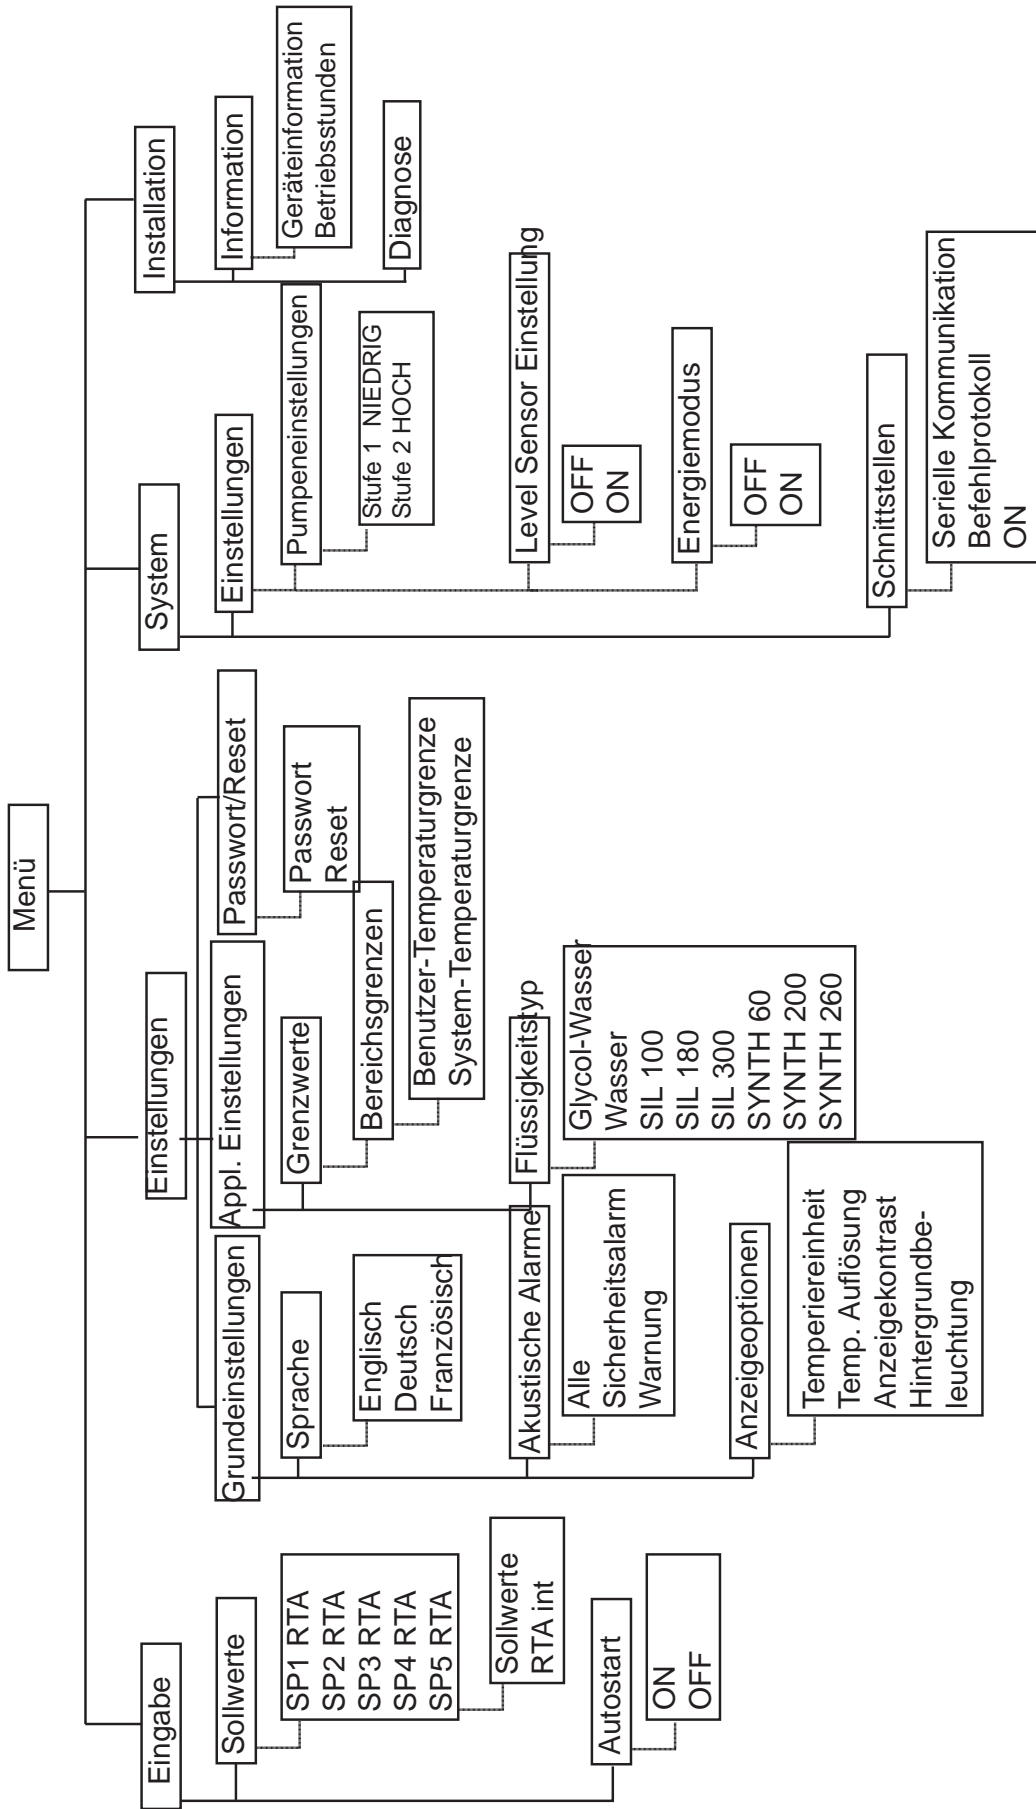 Menü
Eingabe
Sollwerte
SP1 RTA
SP2 RTA
SP3 RTA
SP4 RTA
SP5 RTA
Sollwerte
RTA int
Autostart
ON
OFF
Einstellungen
Grundeinstellungen
Sprache
Englisch
Deutsch
Französisch
Akustische Alarme
Alle
Sicherheitsalarm
Warnung
Anzeigeoptionen
Temperiereinheit
Temp. Auflösung
Anzeigekontrast
Hintergrundbe-
leuchtung
Appl. Einstellungen
Grenzwerte
Bereichsgrenzen
Benutzer-Temperaturgrenze
System-Temperaturgrenze
Flüssigkeitstyp
Glycol-Wasser
Wasser
SIL 100
SIL 180
SIL 300
SYNTH 60
SYNTH 200
SYNTH 260
Passwort/Reset
Passwort
Reset
System
Einstellungen
Pumpeneinstellungen
Stufe 1 NIEDRIG
Stufe 2 HOCH
Level Sensor Einstellung
OFF
ON
Energiemodus
OFF
ON
Schnittstellen
Serielle Kommunikation
Befehlprotokoll
ON
Installation
Information
Geräteinformation
Betriebsstunden
Diagnose